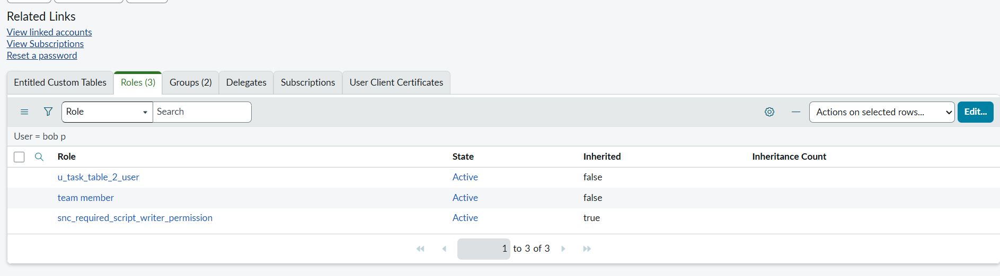 Related Links
View linked accounts
View Subscriptions
Reset a password
Entitled Custom Tables Roles (3) Groups (2) Delegates Subscriptions User Client Certificates
Role Search Actions on selected rows... Edit...
User = bob p
Role State Inherited Inheritance Count
u_task_table_2_user Active false
team member Active false
snc_required_script_writer_permission Active true
1 to 3 of 3